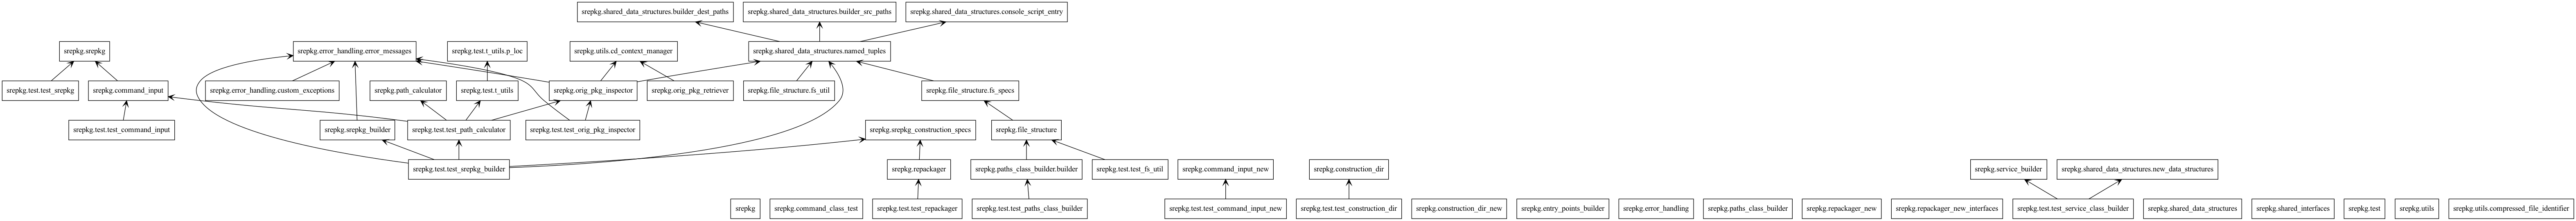 srepkg.shared_data_structures.builder_dest_paths
srepkg.shared_data_structures.builder_src_paths
srepkg.shared_data_structures.console_script_entry
srepkg.srepkg
srepkg.error_handling.error_messages
srepkg.test.t_utils.p_loc
srepkg.utils.cd_context_manager
srepkg.shared_data_structures.named_tuples
srepkg.test.test_srepkg
srepkg.command_input
srepkg.error_handling.custom_exceptions
srepkg.path_calculator
srepkg.test.t_utils
srepkg.orig_pkg_inspector
srepkg.orig_pkg_retriever
srepkg.file_structure.fs_util
srepkg.file_structure.fs_specs
srepkg.test.test_command_input
srepkg.srepkg_builder
srepkg.test.test_path_calculator
srepkg.test.test_orig_pkg_inspector
srepkg.srepkg_construction_specs
srepkg.file_structure
srepkg.test.test_srepkg_builder
srepkg.repackager
srepkg.paths_class_builder.builder
srepkg.test.test_fs_util
srepkg.command_input_new
srepkg.construction_dir
srepkg.service_builder
srepkg.shared_data_structures.new_data_structures
srepkg
srepkg.command_class_test
srepkg.test.test_repackager
srepkg.test.test_paths_class_builder
srepkg.test.test_command_input_new
srepkg.test.test_construction_dir
srepkg.construction_dir_new
srepkg.entry_points_builder
srepkg.error_handling
srepkg.paths_class_builder
srepkg.repackager_new
srepkg.repackager_new_interfaces
srepkg.test.test_service_class_builder
srepkg.shared_data_structures
srepkg.shared_interfaces
srepkg.test
srepkg.utils
srepkg.utils.compressed_file_identifier